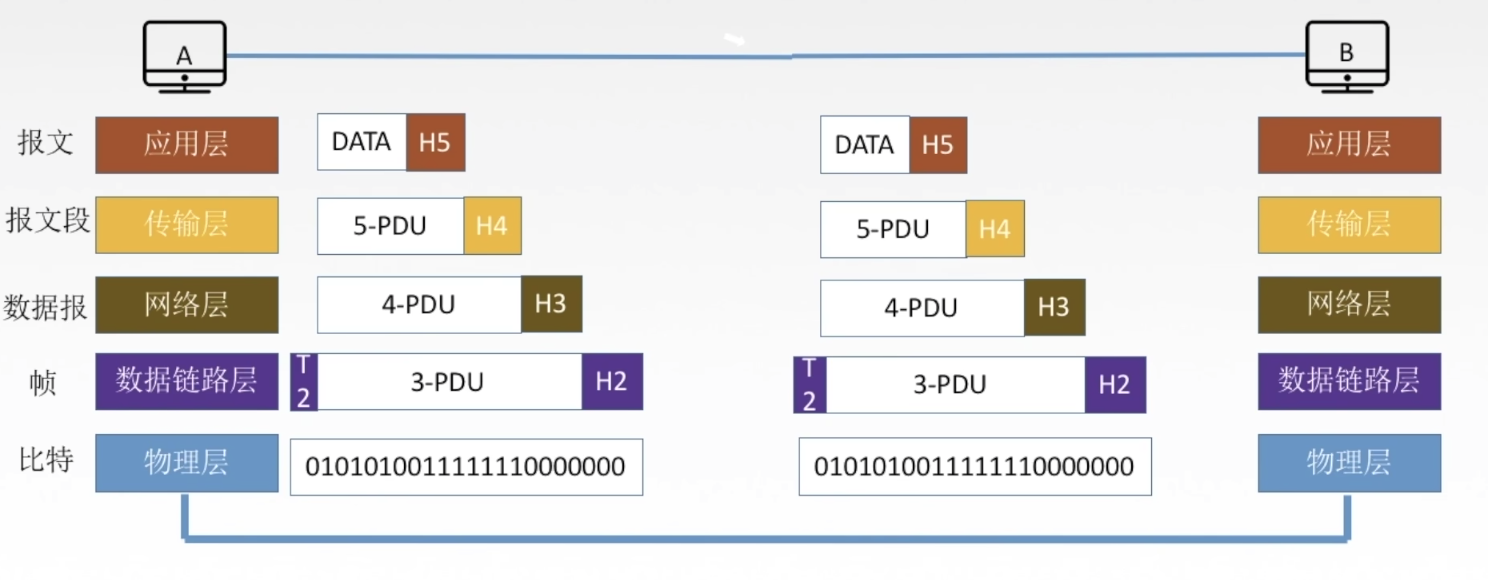 A
B
报文
应用层
DATA
H5
DATA
H5
应用层
报文段
传输层
5-PDU
H4
5-PDU
H4
传输层
数据报
网络层
4-PDU
H3
4-PDU
H3
网络层
帧
数据链路层
T
2
3-PDU
H2
T
2
3-PDU
H2
数据链路层
比特
物理层
0101010011111110000000
0101010011111110000000
物理层